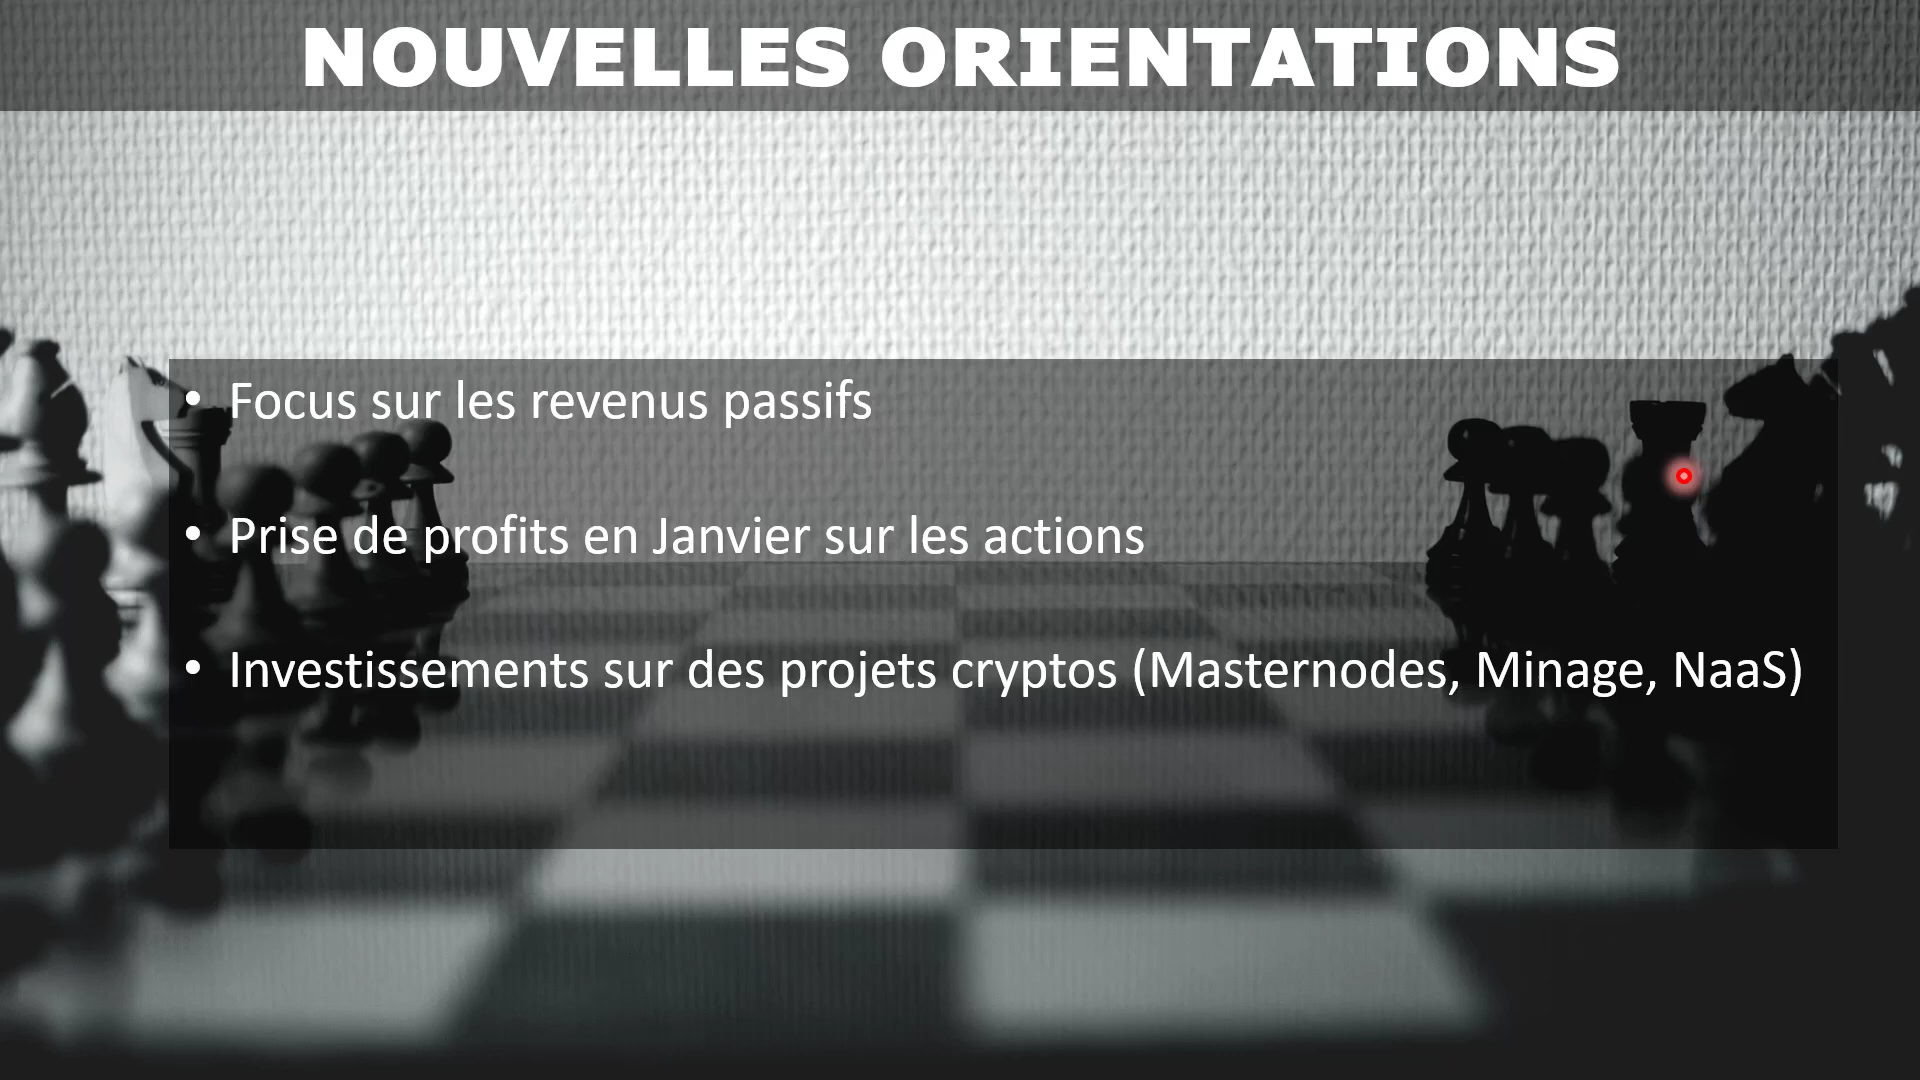 NOUVELLES ORIENTATIONS
• Focus sur les revenus passifs
• Prise de profits en Janvier sur les actions
• Investissements sur des projets cryptos (Masternodes, Minage, NaaS)